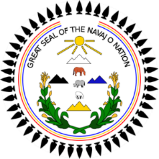 GREAT SEAL OF THE NAVAJO NATION